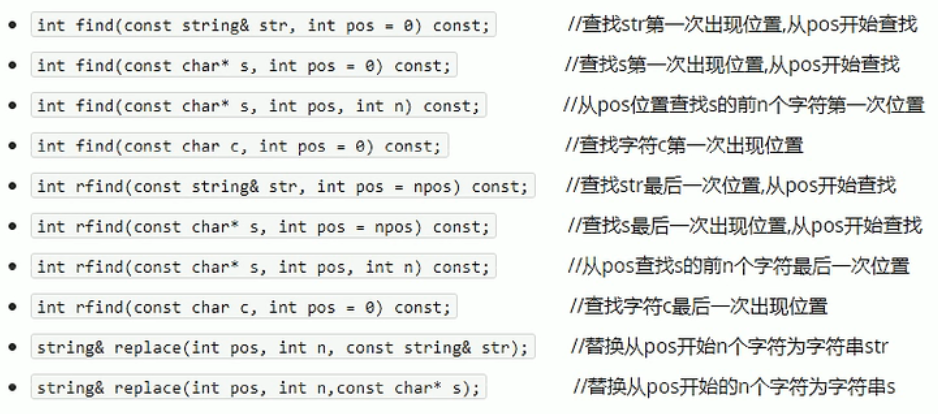 • int find(const string& str, int pos = 0) const; //查找str第一次出现位置,从pos开始查找
• int find(const char* s, int pos = 0) const; //查找s第一次出现位置,从pos开始查找
• int find(const char* s, int pos, int n) const; //从pos位置查找s的前n个字符第一次位置
• int find(const char c, int pos = 0) const; //查找字符c第一次出现位置
• int rfind(const string& str, int pos = npos) const; //查找str最后一次位置,从pos开始查找
• int rfind(const char* s, int pos = npos) const; //查找s最后一次出现位置,从pos开始查找
• int rfind(const char* s, int pos, int n) const; //从pos查找s的前n个字符最后一次位置
• int rfind(const char c, int pos = 0) const; //查找字符c最后一次出现位置
• string& replace(int pos, int n, const string& str); //替换从pos开始n个字符为字符串str
• string& replace(int pos, int n,const char* s); //替换从pos开始的n个字符为字符串s